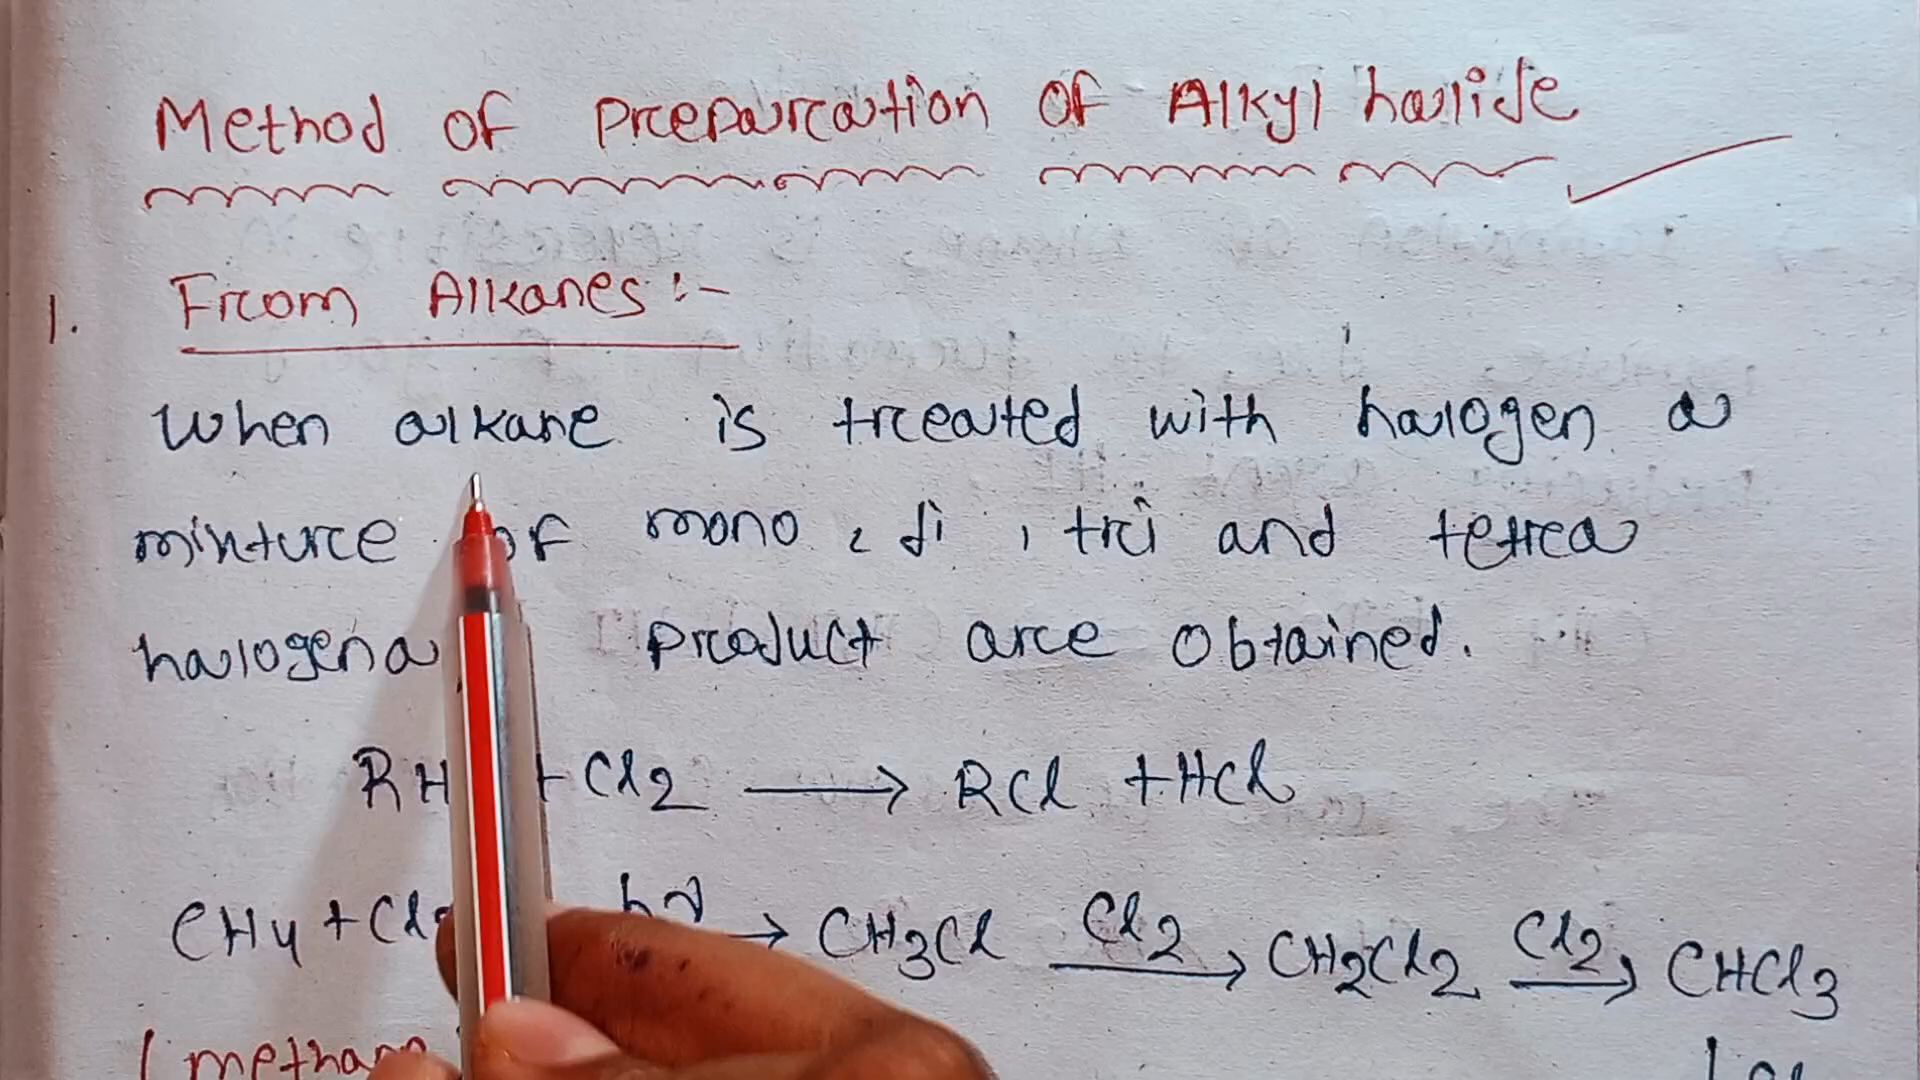 Method of Preparation of Alkyl halide
1. From Alkanes :-
When alkane is treated with halogen a
mixture of mono, di, tri and tetra
halogena product are obtained.
RH + Cl2 → RCl + HCl
CH4 + Cl2 hν → CH3Cl Cl2 → CH2Cl2 Cl2 → CHCl3